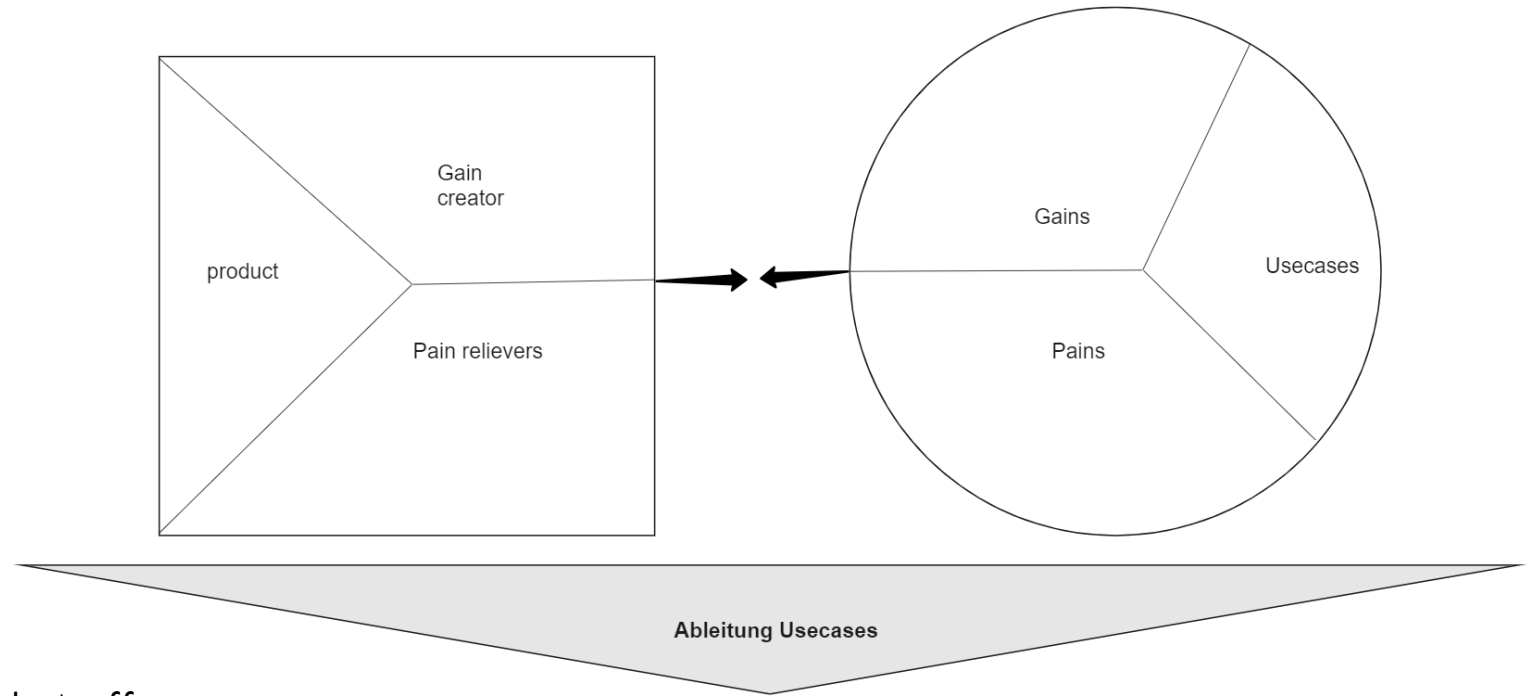 Gain
creator
product
Pain relievers
Gains
Usecases
Pains
Ableitung Usecases